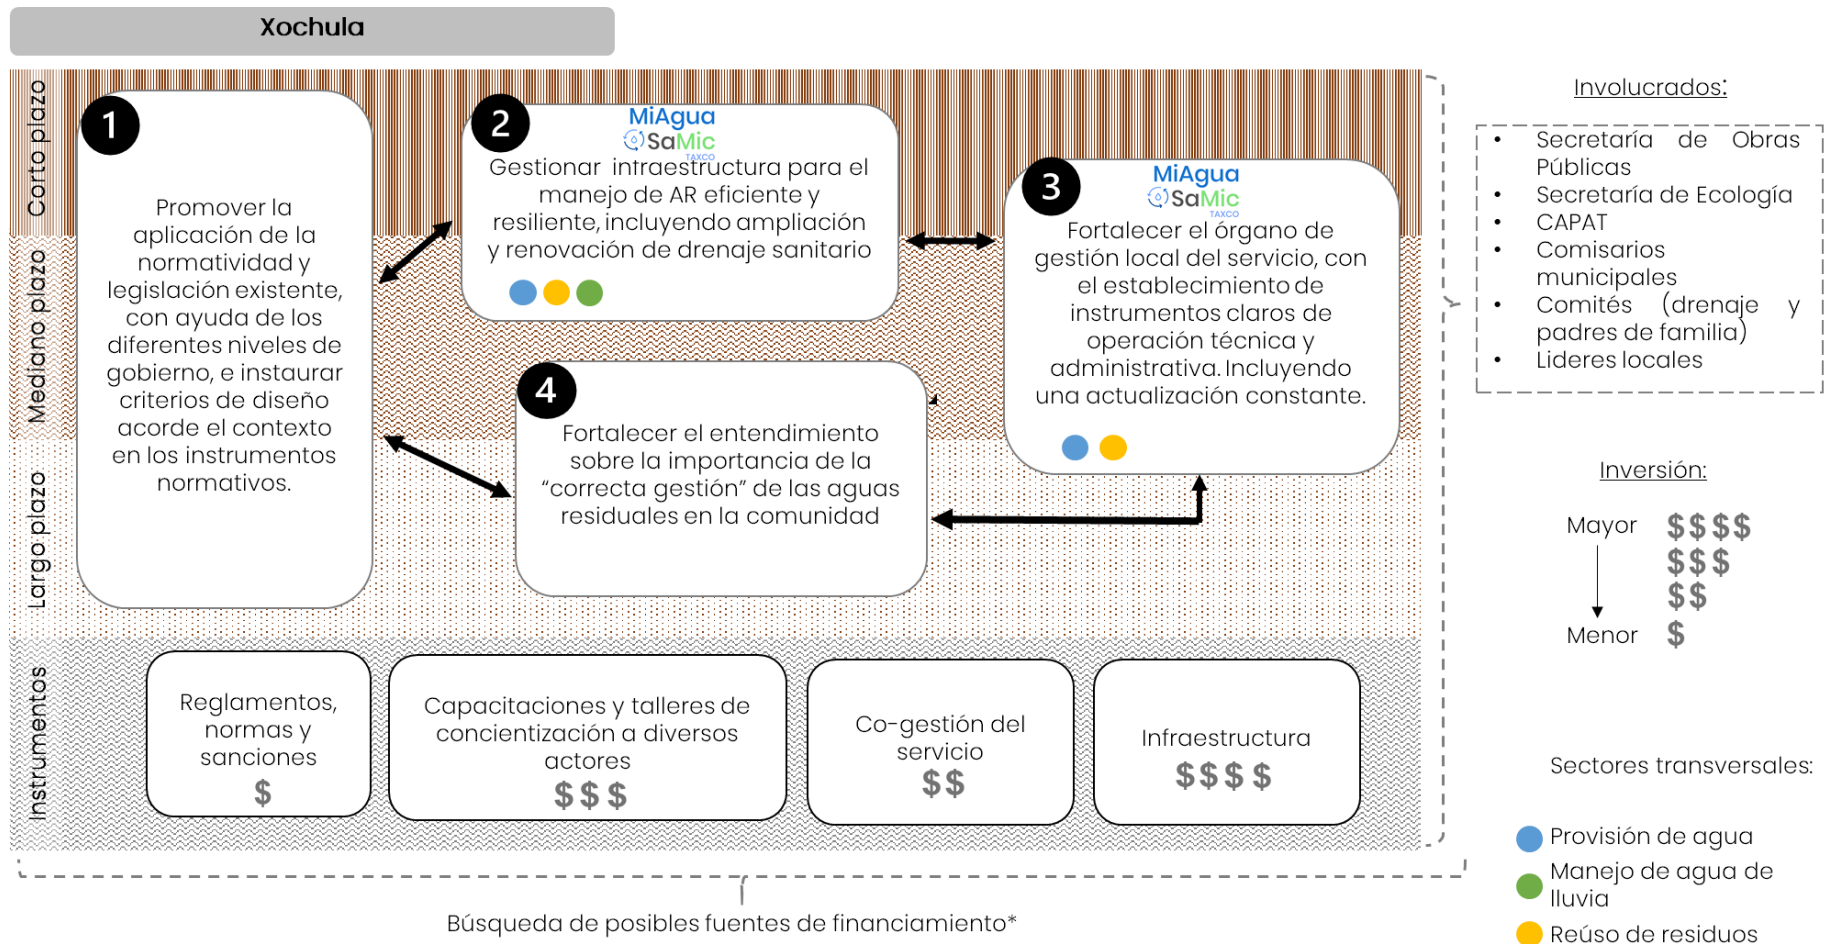 Xochula
Corto plazo
Mediano plazo
Largo plazo
Instrumentos
1
Promover la
aplicación de la
normatividad y
legislación existente,
con ayuda de los
diferentes niveles de
gobierno, e instaurar
criterios de diseño
acorde el contexto
en los instrumentos
normativos.
2
MiAgua
SaMic
TAXCO
Gestionar infraestructura para el
manejo de AR eficiente y
resiliente, incluyendo ampliación
y renovación de drenaje sanitario
3
MiAgua
SaMic
TAXCO
Fortalecer el órgano de
gestión local del servicio, con
el establecimiento de
instrumentos claros de
operación técnica y
administrativa. Incluyendo
una actualización constante.
4
Fortalecer el entendimiento
sobre la importancia de la
“correcta gestión” de las aguas
residuales en la comunidad
Reglamentos,
normas y
sanciones
$
Capacitaciones y talleres de
concientización a diversos
actores
$$$
Co-gestión del
servicio
$$
Infraestructura
$$$$
Búsqueda de posibles fuentes de financiamiento*
Involucrados:
• Secretaría de Obras
Públicas
• Secretaría de Ecología
• CAPAT
• Comisarios
municipales
• Comités (drenaje y
padres de familia)
• Lideres locales
Inversión:
Mayor $$$$
$$$
$$
Menor $
Sectores transversales:
Provisión de agua
Manejo de agua de
lluvia
Reúso de residuos